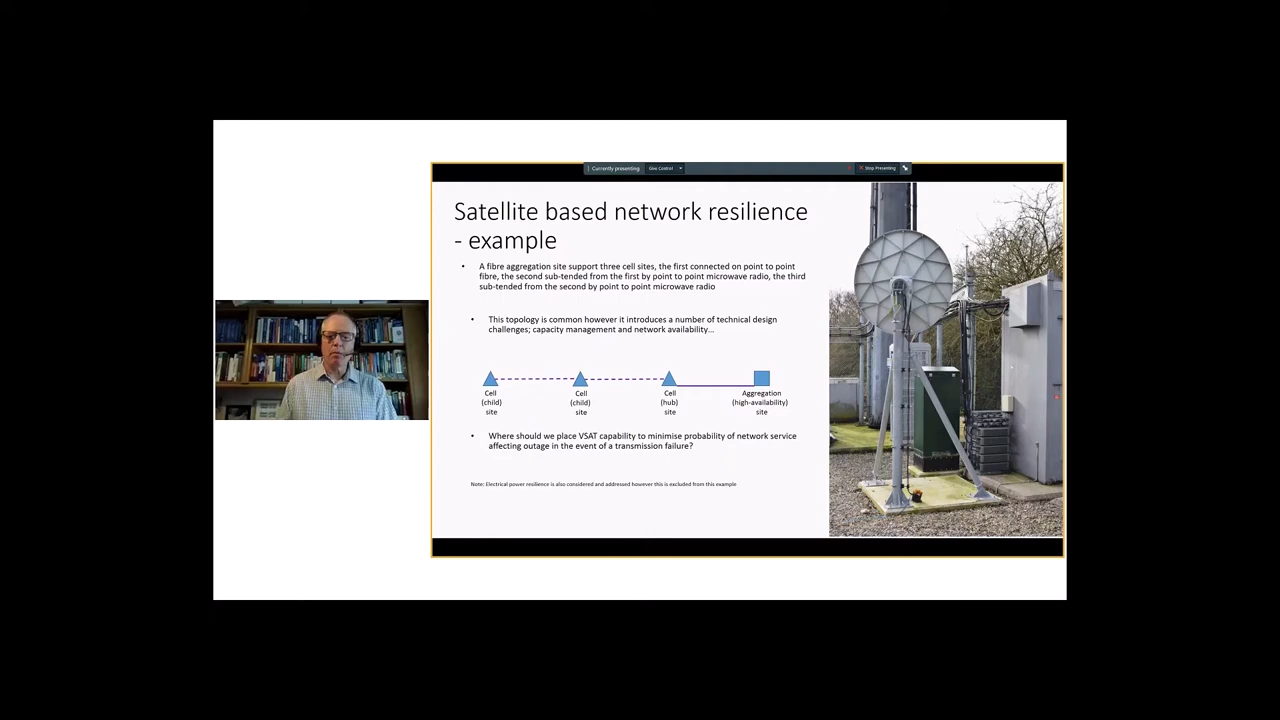 Currently presenting
Give Control
Stop Presenting
Satellite based network resilience
- example
• A fibre aggregation site support three cell sites, the first connected on point to point
fibre, the second sub-tended from the first by point to point microwave radio, the third
sub-tended from the second by point to point microwave radio
• This topology is common however it introduces a number of technical design
challenges; capacity management and network availability...
Cell
(child)
site
Cell
(child)
site
Cell
(hub)
site
Aggregation
(high-availability)
site
• Where should we place VSAT capability to minimise probability of network service
affecting outage in the event of a transmission failure?
Note: Electrical power resilience is also considered and addressed however this is excluded from this example